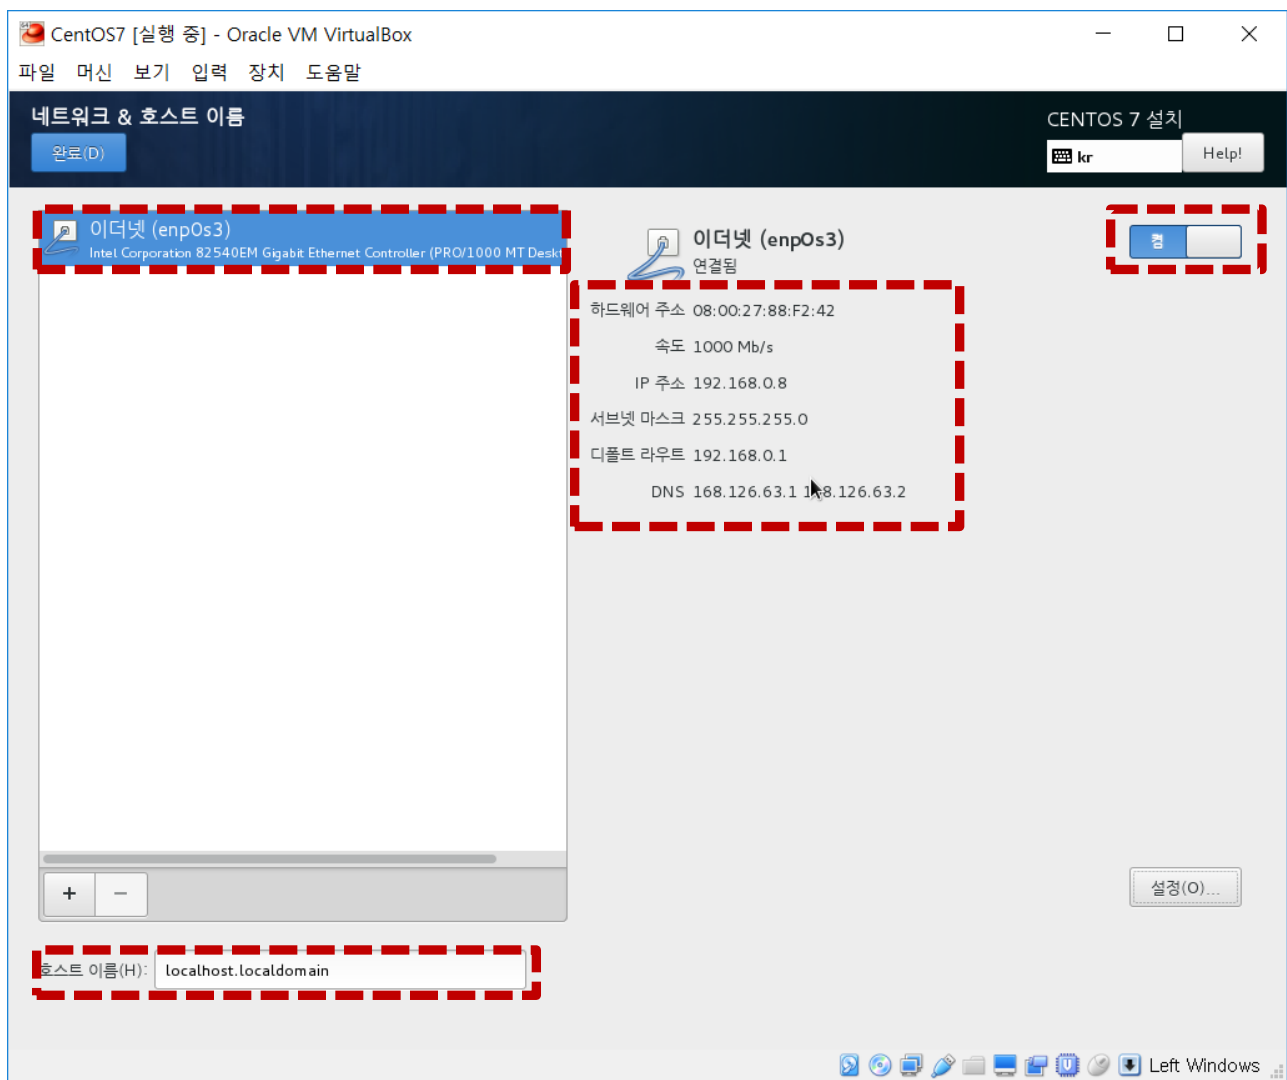 CentOS7 [실행 중] - Oracle VM VirtualBox
파일 머신 보기 입력 장치 도움말
네트워크 & 호스트 이름
완료(D)
CENTOS 7 설치
kr
Help!
이더넷 (enp0s3)
Intel Corporation 82540EM Gigabit Ethernet Controller (PRO/1000 MT Deskt
이더넷 (enp0s3)
연결됨
켬
하드웨어 주소 08:00:27:88:F2:42
속도 1000 Mb/s
IP 주소 192.168.0.8
서브넷 마스크 255.255.255.0
디폴트 라우트 192.168.0.1
DNS 168.126.63.1 168.126.63.2
+ −
설정(O)...
호스트 이름(H): localhost.localdomain
Left Windows